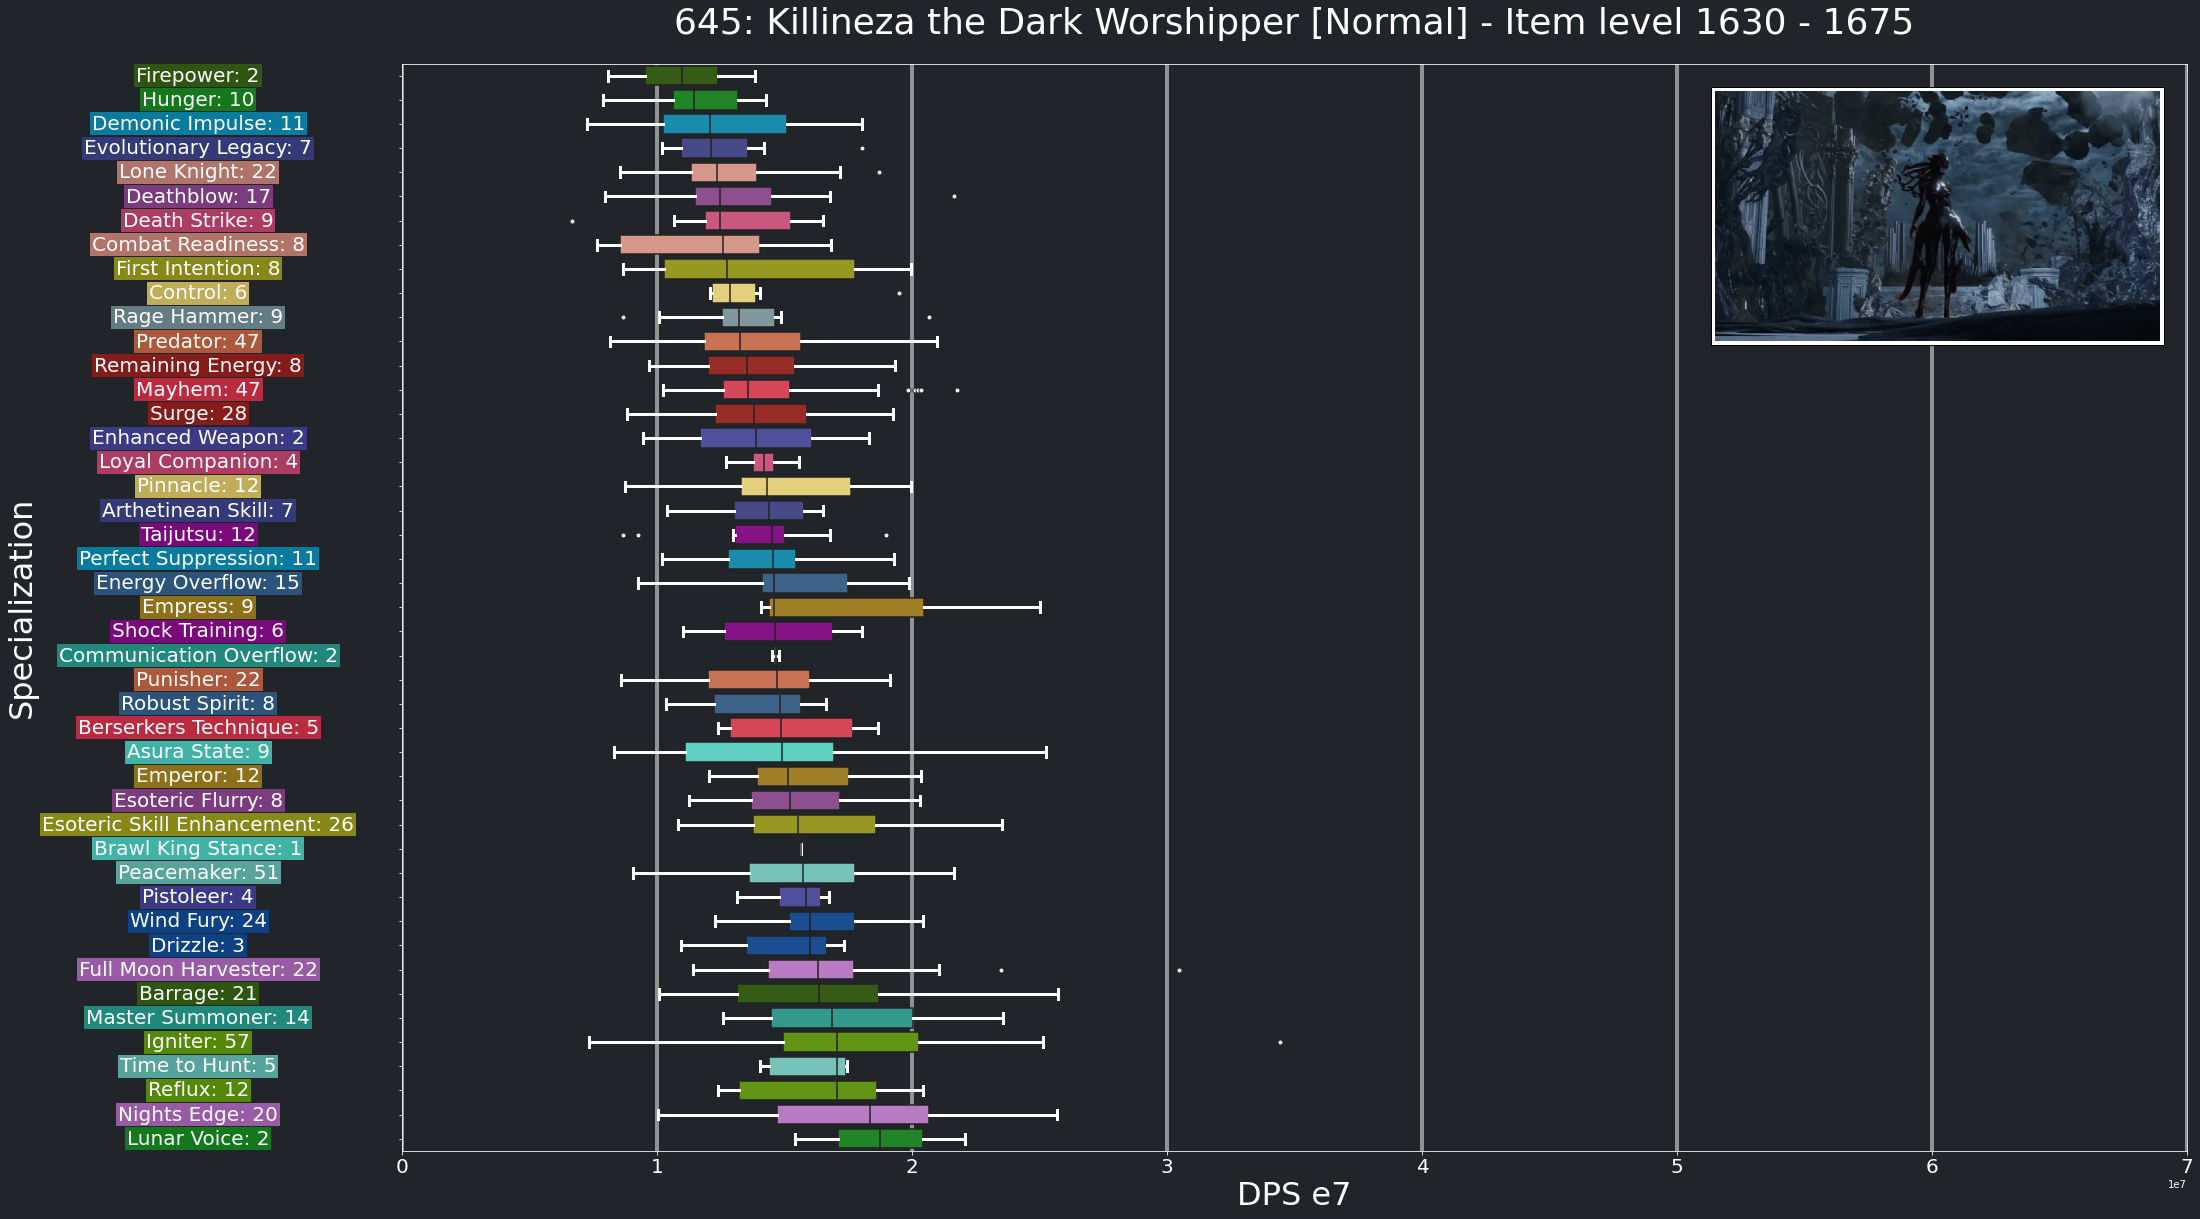 645: Killineza the Dark Worshipper [Normal] - Item level 1630 - 1675
Specialization
Firepower: 2
Hunger: 10
Demonic Impulse: 11
Evolutionary Legacy: 7
Lone Knight: 22
Deathblow: 17
Death Strike: 9
Combat Readiness: 8
First Intention: 8
Control: 6
Rage Hammer: 9
Predator: 47
Remaining Energy: 8
Mayhem: 47
Surge: 28
Enhanced Weapon: 2
Loyal Companion: 4
Pinnacle: 12
Arthetinean Skill: 7
Taijutsu: 12
Perfect Suppression: 11
Energy Overflow: 15
Empress: 9
Shock Training: 6
Communication Overflow: 2
Punisher: 22
Robust Spirit: 8
Berserkers Technique: 5
Asura State: 9
Emperor: 12
Esoteric Flurry: 8
Esoteric Skill Enhancement: 26
Brawl King Stance: 1
Peacemaker: 51
Pistoleer: 4
Wind Fury: 24
Drizzle: 3
Full Moon Harvester: 22
Barrage: 21
Master Summoner: 14
Igniter: 57
Time to Hunt: 5
Reflux: 12
Nights Edge: 20
Lunar Voice: 2
0 1 2 3 4 5 6 7
1e7
DPS e7